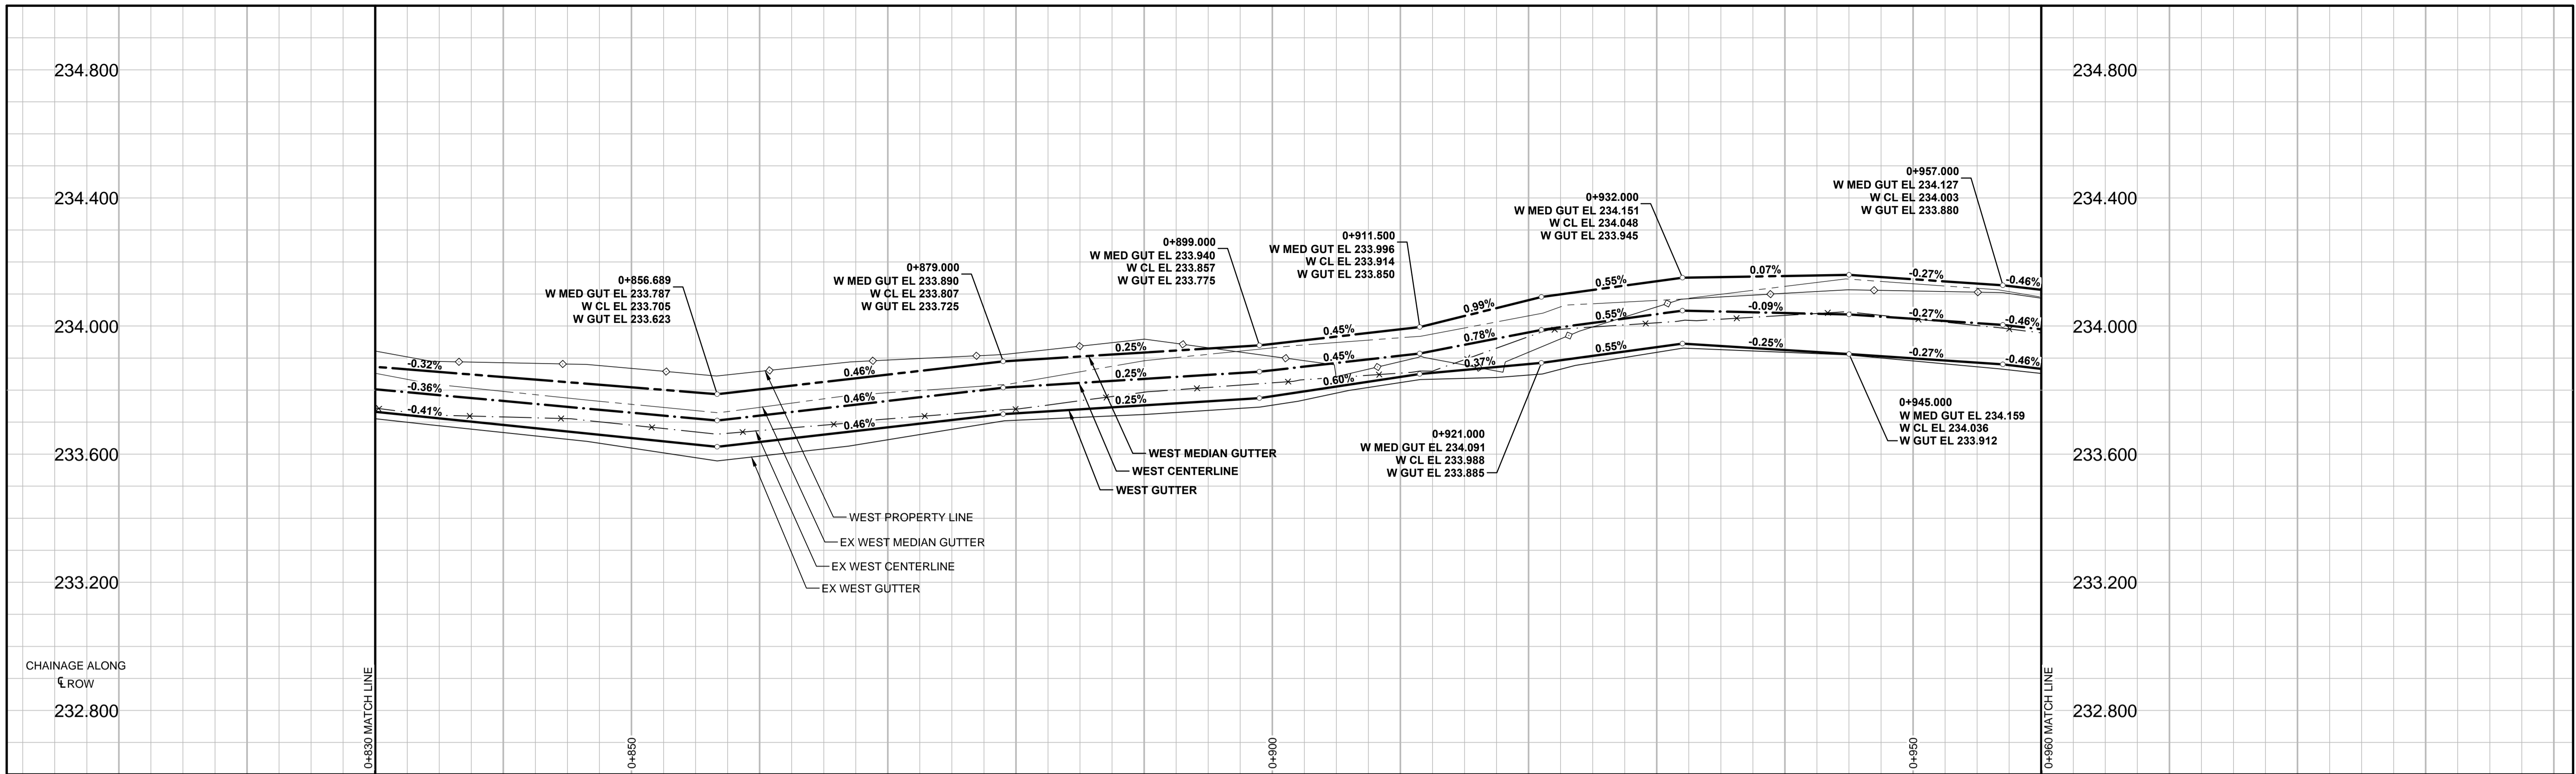 234.800
234.400
234.000
233.600
233.200
232.800
CHAINAGE ALONG
℄ ROW
0+830 MATCH LINE
0+856.689
W MED GUT EL 233.787
W CL EL 233.705
W GUT EL 233.623
0+879.000
W MED GUT EL 233.890
W CL EL 233.807
W GUT EL 233.725
0+899.000
W MED GUT EL 233.940
W CL EL 233.857
W GUT EL 233.775
0+911.500
W MED GUT EL 233.996
W CL EL 233.914
W GUT EL 233.850
0+932.000
W MED GUT EL 234.151
W CL EL 234.048
W GUT EL 233.945
0+957.000
W MED GUT EL 234.127
W CL EL 234.003
W GUT EL 233.880
-0.32%
-0.36%
-0.41%
0.46%
0.46%
0.46%
0.25%
0.25%
0.25%
0.45%
0.45%
0.60%
0.99%
0.78%
0.37%
0.55%
0.55%
0.55%
0.07%
-0.09%
-0.25%
-0.27%
-0.27%
-0.27%
-0.46%
-0.46%
-0.46%
0+921.000
W MED GUT EL 234.091
W CL EL 233.988
W GUT EL 233.885
0+945.000
W MED GUT EL 234.159
W CL EL 234.036
W GUT EL 233.912
WEST MEDIAN GUTTER
WEST CENTERLINE
WEST GUTTER
WEST PROPERTY LINE
EX WEST MEDIAN GUTTER
EX WEST CENTERLINE
EX WEST GUTTER
0+850
0+900
0+950
0+960 MATCH LINE
234.800
234.400
234.000
233.600
233.200
232.800